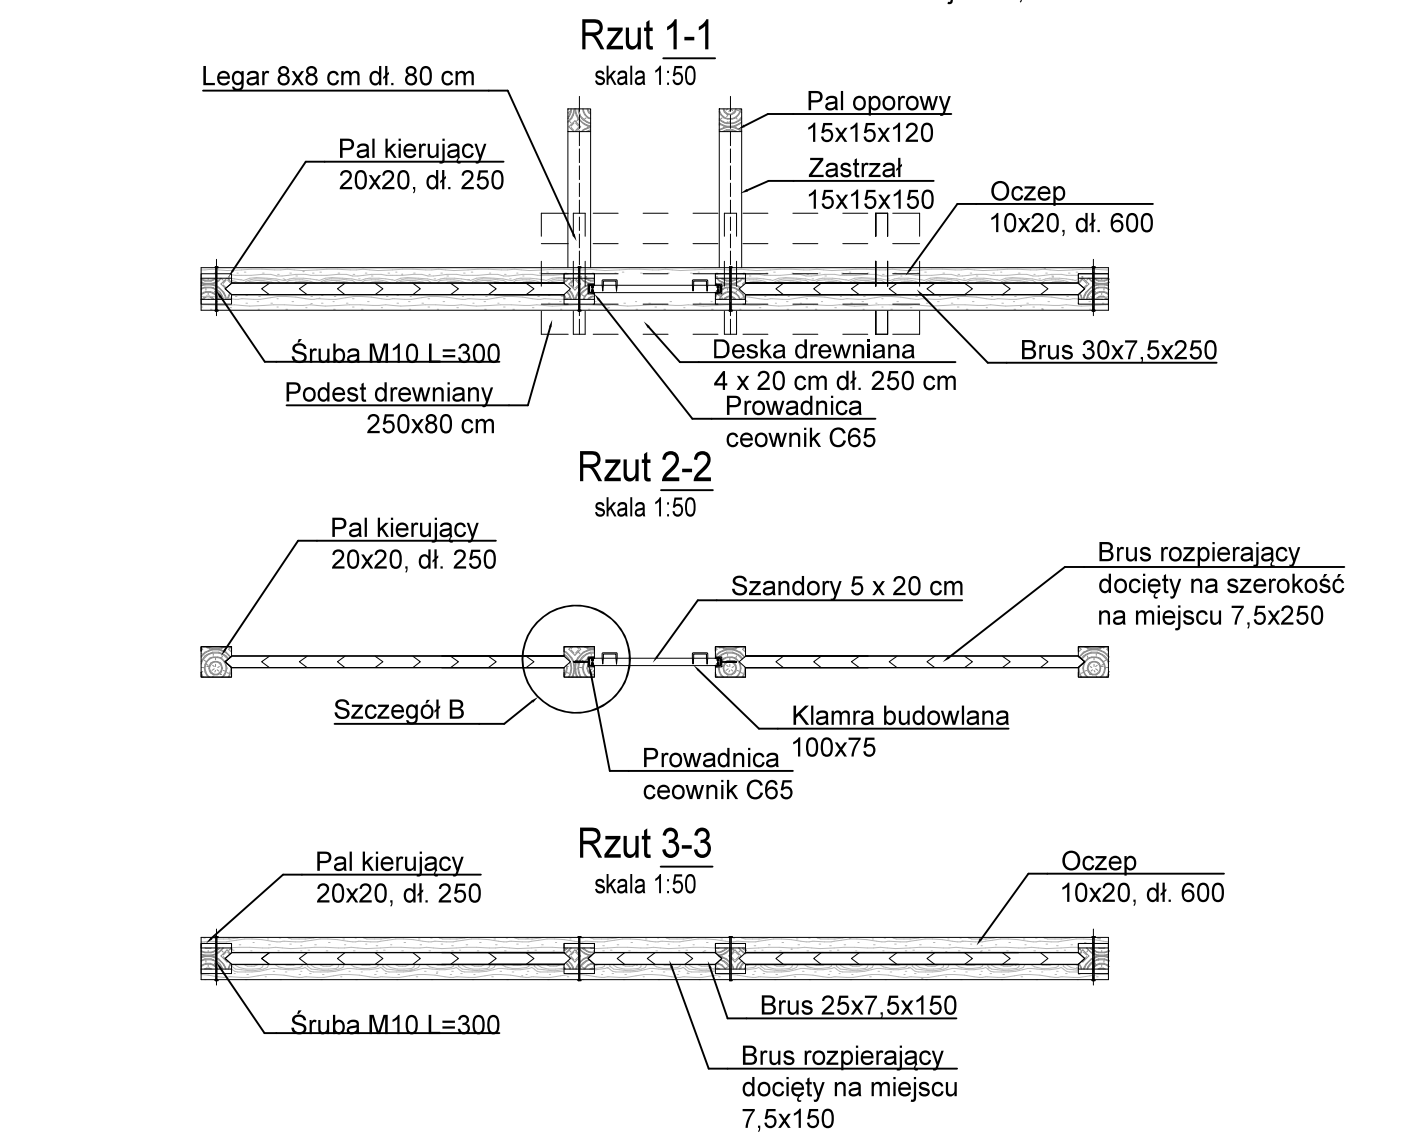 Rzut 1-1
skala 1:50
Legar 8x8 cm dł. 80 cm
Pal oporowy
15x15x120
Pal kierujący
20x20, dł. 250
Zastrzał
15x15x150
Oczep
10x20, dł. 600
Śruba M10 L=300
Deska drewniana
4 x 20 cm dł. 250 cm
Brus 30x7,5x250
Podest drewniany
250x80 cm
Prowadnica
ceownik C65
Rzut 2-2
skala 1:50
Pal kierujący
20x20, dł. 250
Brus rozpierający
docięty na szerokość
na miejscu 7,5x250
Szandory 5 x 20 cm
Szczegół B
Klamra budowlana
100x75
Prowadnica
ceownik C65
Rzut 3-3
skala 1:50
Pal kierujący
20x20, dł. 250
Oczep
10x20, dł. 600
Śruba M10 L=300
Brus 25x7,5x150
Brus rozpierający
docięty na miejscu
7,5x150